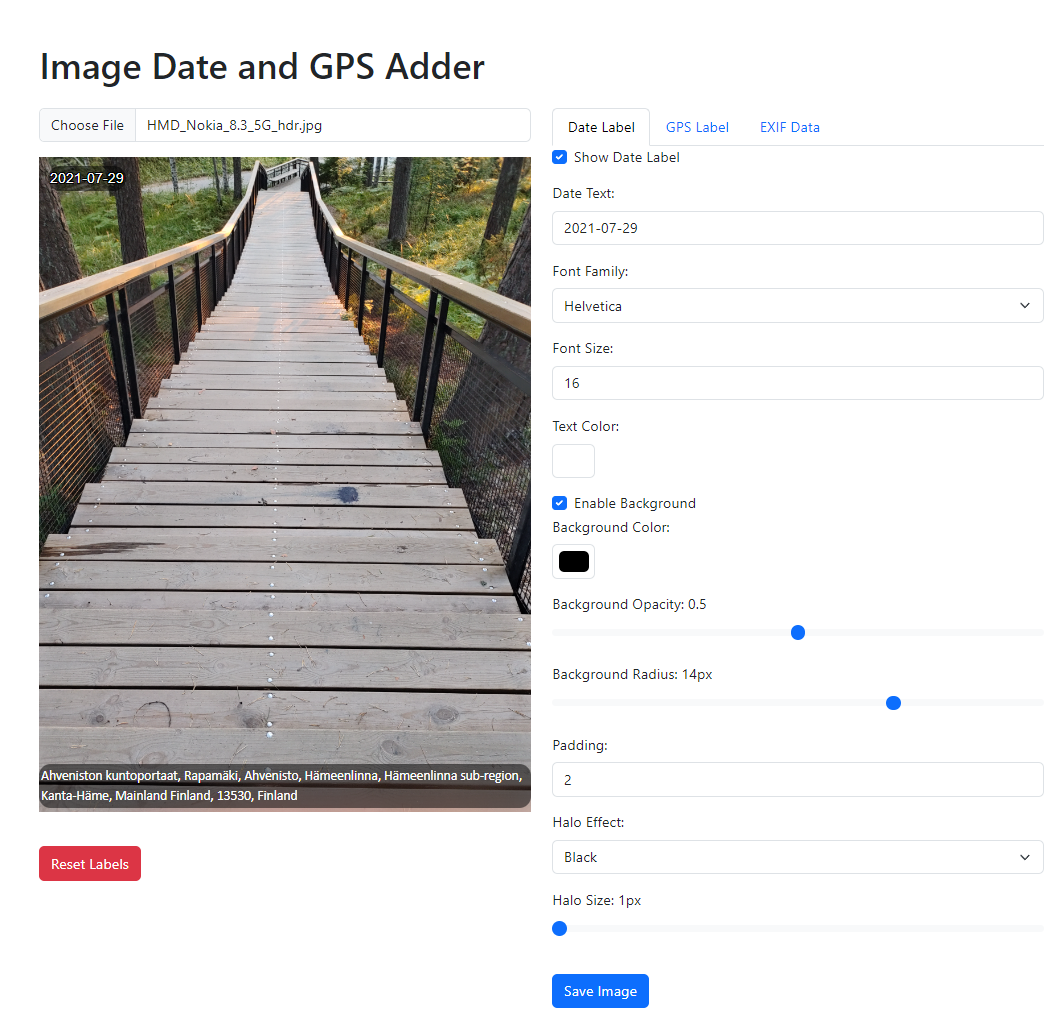 Image Date and GPS Adder
Choose File HMD_Nokia_8.3_5G_hdr.jpg
2021-07-29
Ahveniston kuntoportaat, Rapamäki, Ahvenisto, Hämeenlinna, Hämeenlinna sub-region,
Kanta-Häme, Mainland Finland, 13530, Finland
Reset Labels
Date Label GPS Label EXIF Data
Show Date Label
Date Text:
2021-07-29
Font Family:
Helvetica
Font Size:
16
Text Color:
Enable Background
Background Color:
Background Opacity: 0.5
Background Radius: 14px
Padding:
2
Halo Effect:
Black
Halo Size: 1px
Save Image